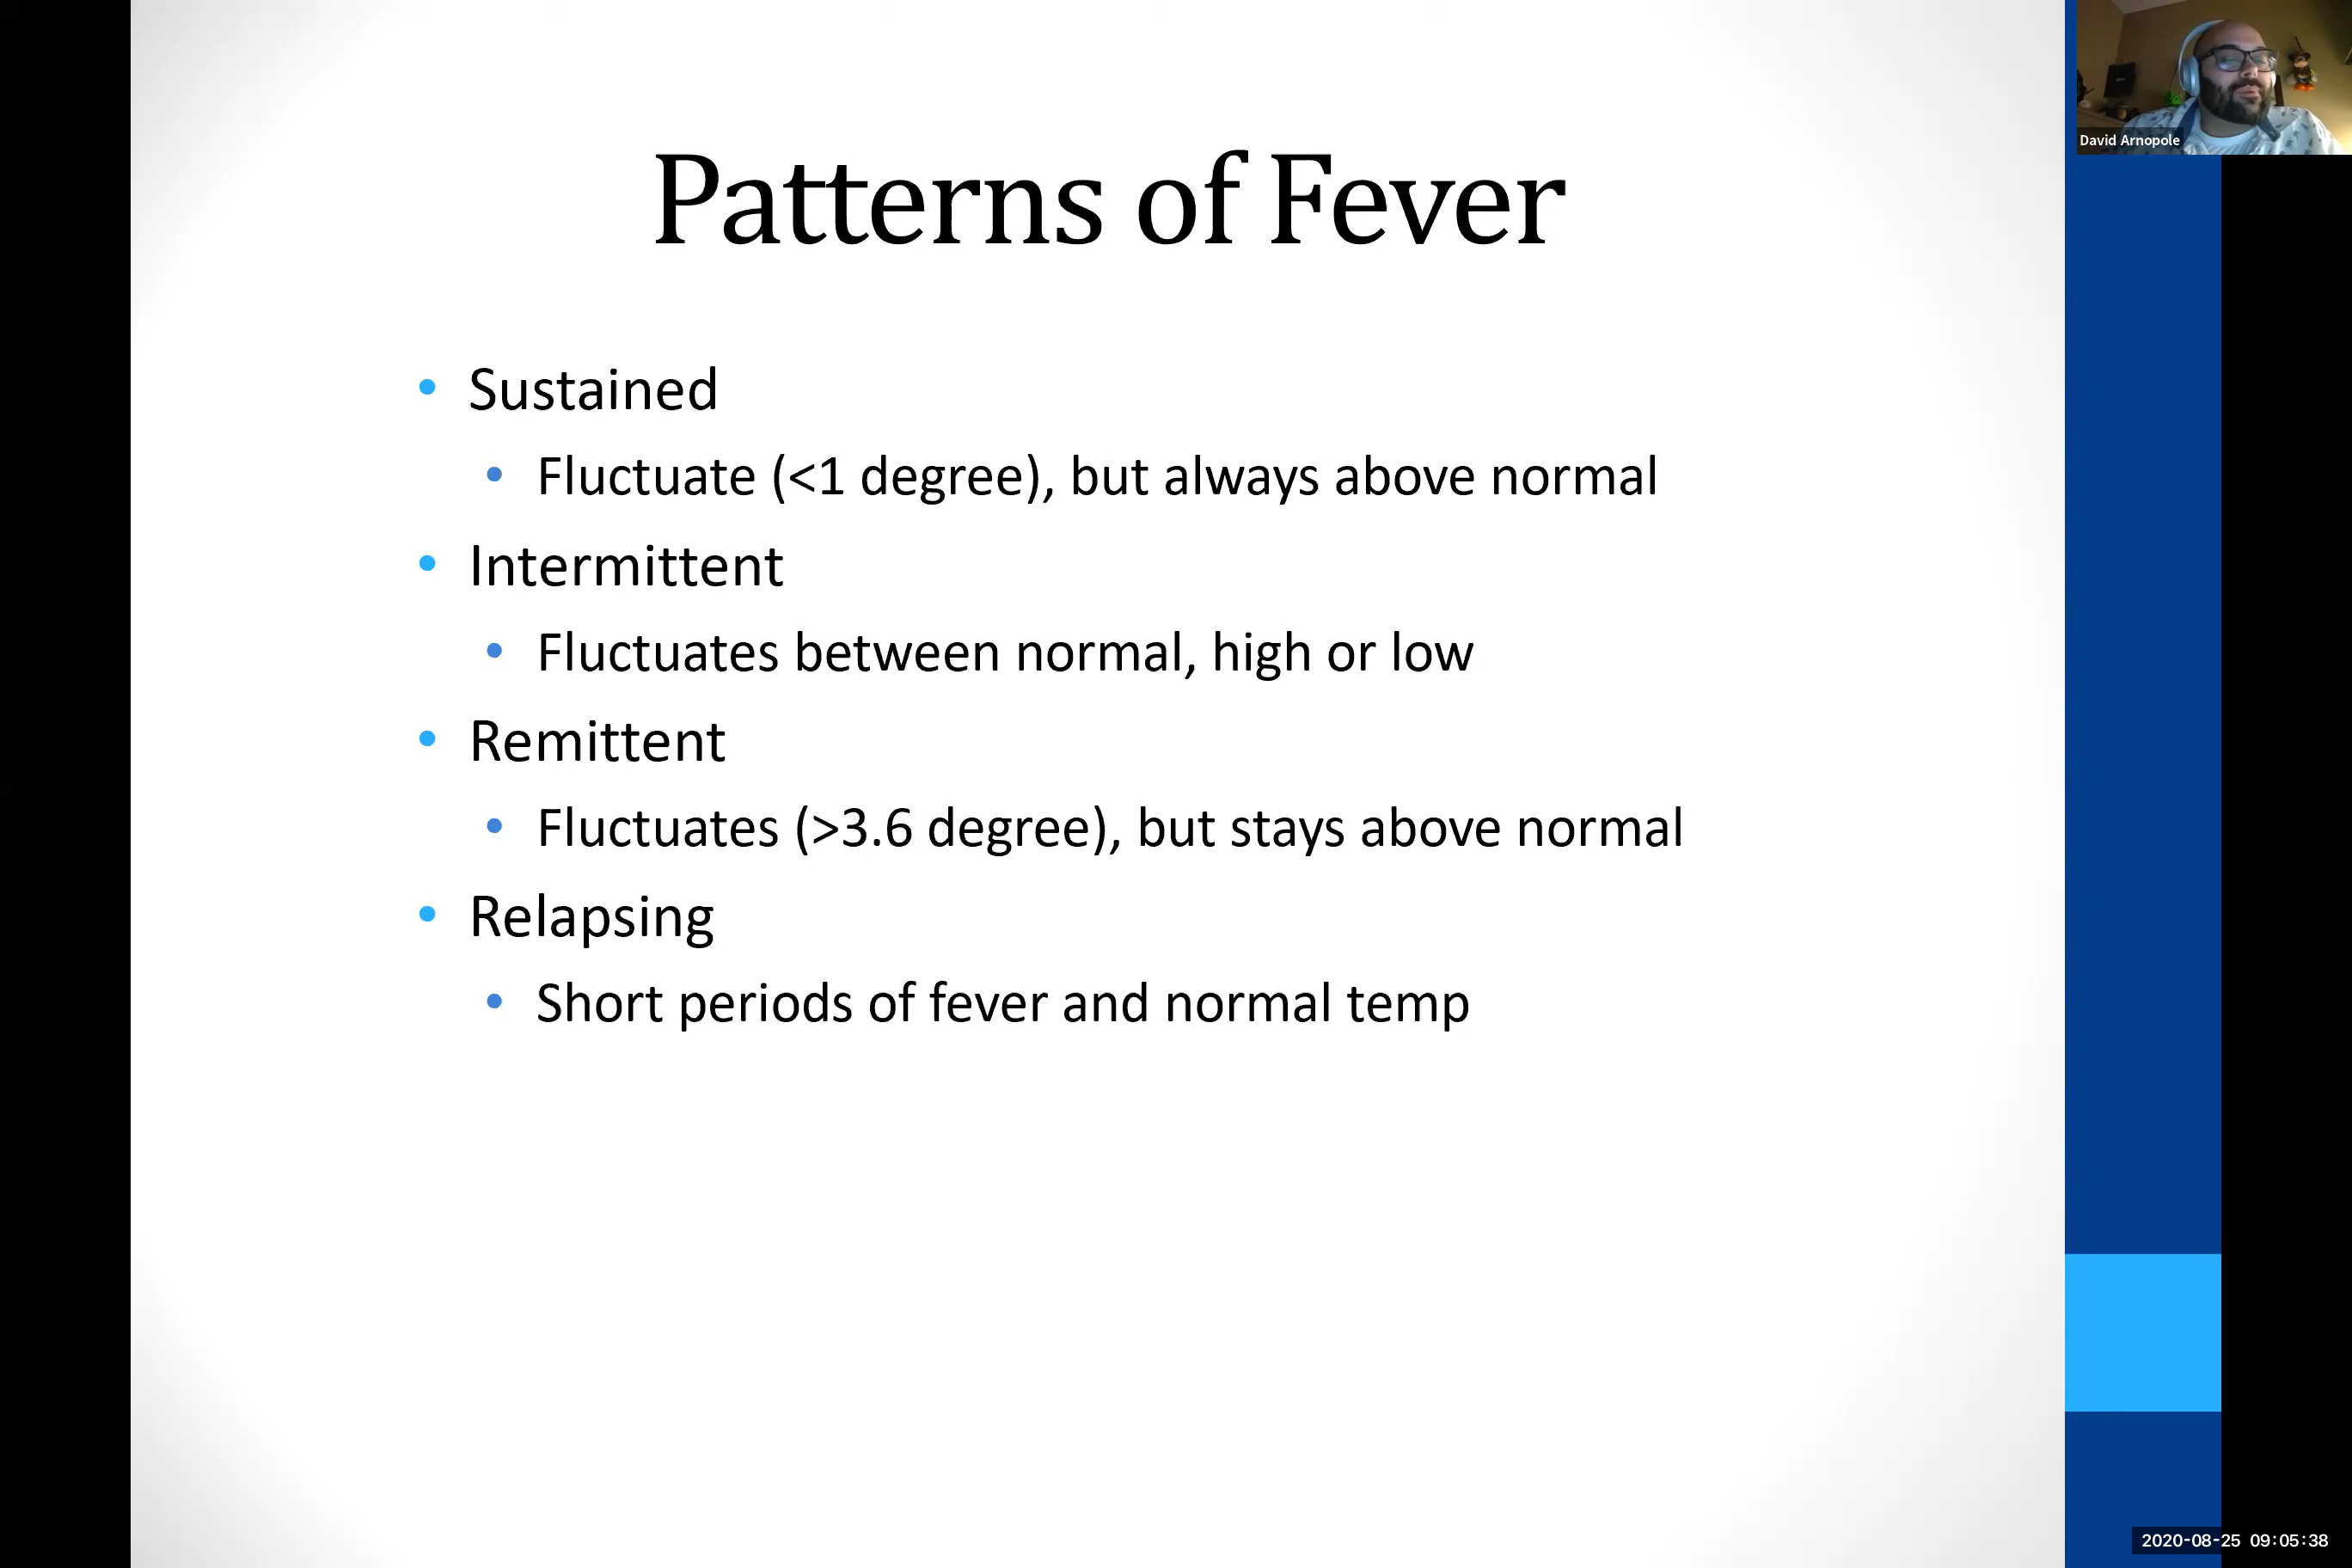 Patterns of Fever
David Arnopole
• Sustained
• Fluctuate (<1 degree), but always above normal
• Intermittent
• Fluctuates between normal, high or low
• Remittent
• Fluctuates (>3.6 degree), but stays above normal
• Relapsing
• Short periods of fever and normal temp
2020-08-25 09:05:38